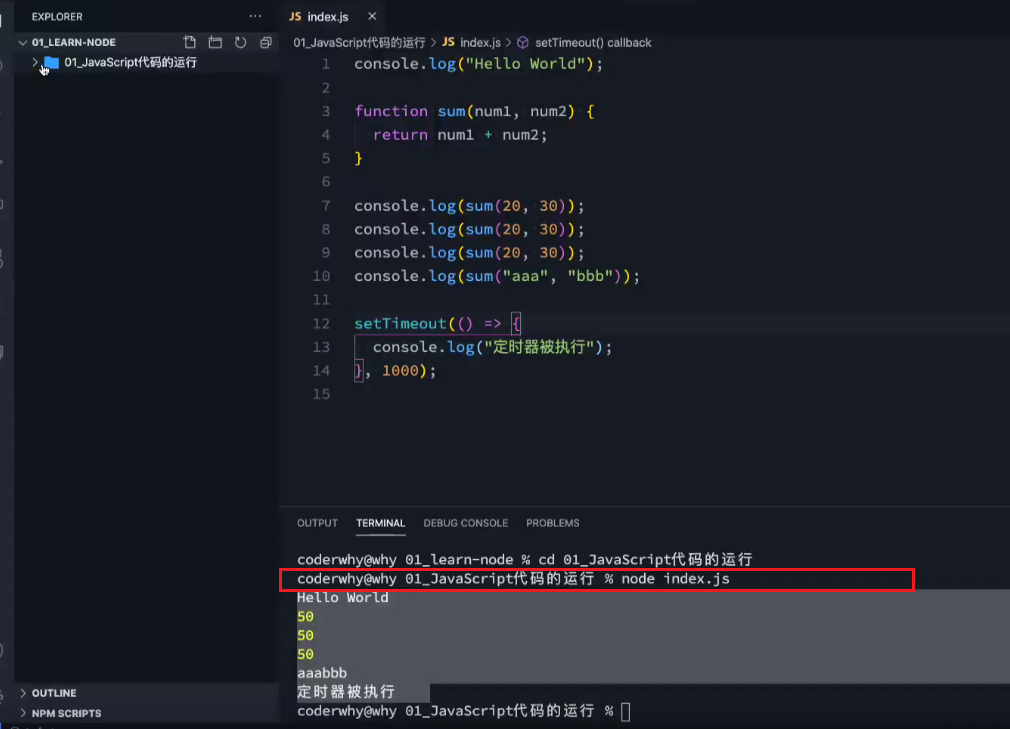 EXPLORER
···
JS index.js ×
01_LEARN-NODE
01_JavaScript代码的运行
01_JavaScript代码的运行 > JS index.js > setTimeout() callback
1 console.log("Hello World");
2
3 function sum(num1, num2) {
4 return num1 + num2;
5 }
6
7 console.log(sum(20, 30));
8 console.log(sum(20, 30));
9 console.log(sum(20, 30));
10 console.log(sum("aaa", "bbb"));
11
12 setTimeout(() => {
13 console.log("定时器被执行");
14 }, 1000);
15
OUTPUT TERMINAL DEBUG CONSOLE PROBLEMS
coderwhy@why 01_learn-node % cd 01_JavaScript代码的运行
coderwhy@why 01_JavaScript代码的运行 % node index.js
Hello World
50
50
50
aaabbb
定时器被执行
coderwhy@why 01_JavaScript代码的运行 %
OUTLINE
NPM SCRIPTS